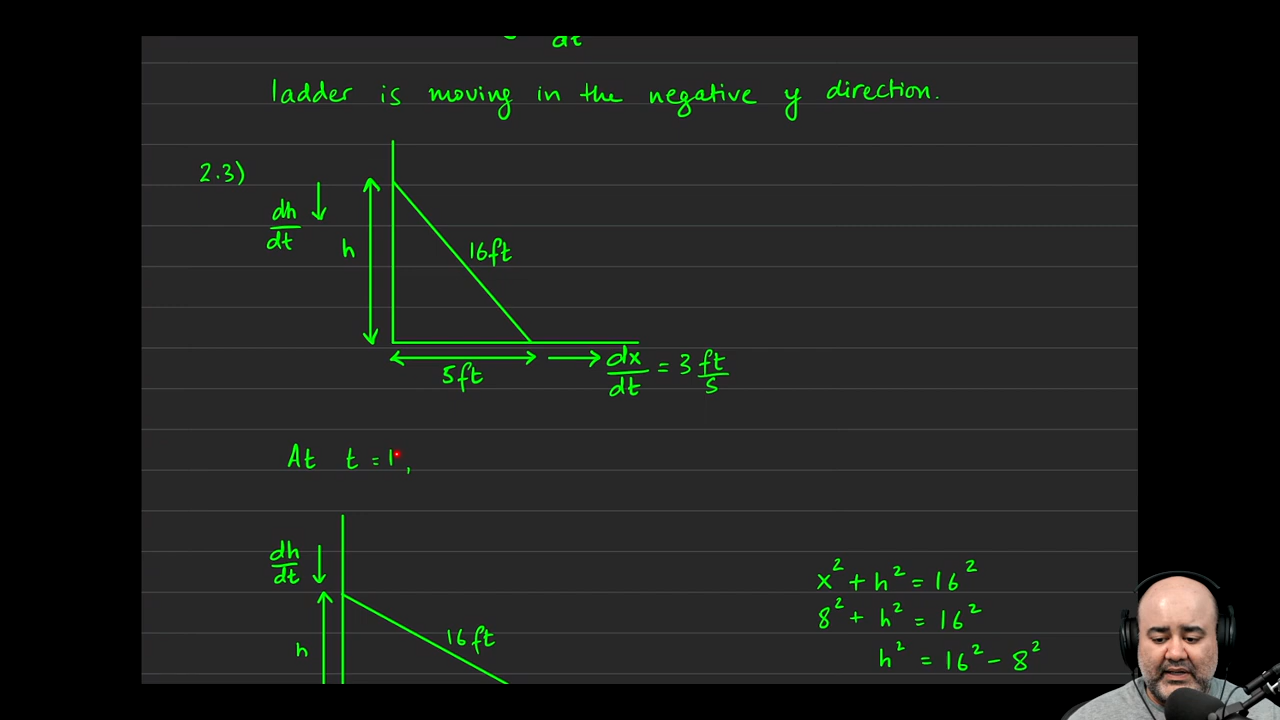 dt
ladder is moving in the negative y direction.
2.3)
dh/dt ↓
h
16ft
5ft
→ dx/dt = 3 ft/s
At t = 1,
dh/dt ↓
h
16ft
x² + h² = 16²
8² + h² = 16²
h² = 16² - 8²